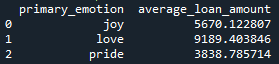 primary_emotion average_loan_amount
0 joy 5670.122807
1 love 9189.403846
2 pride 3838.785714